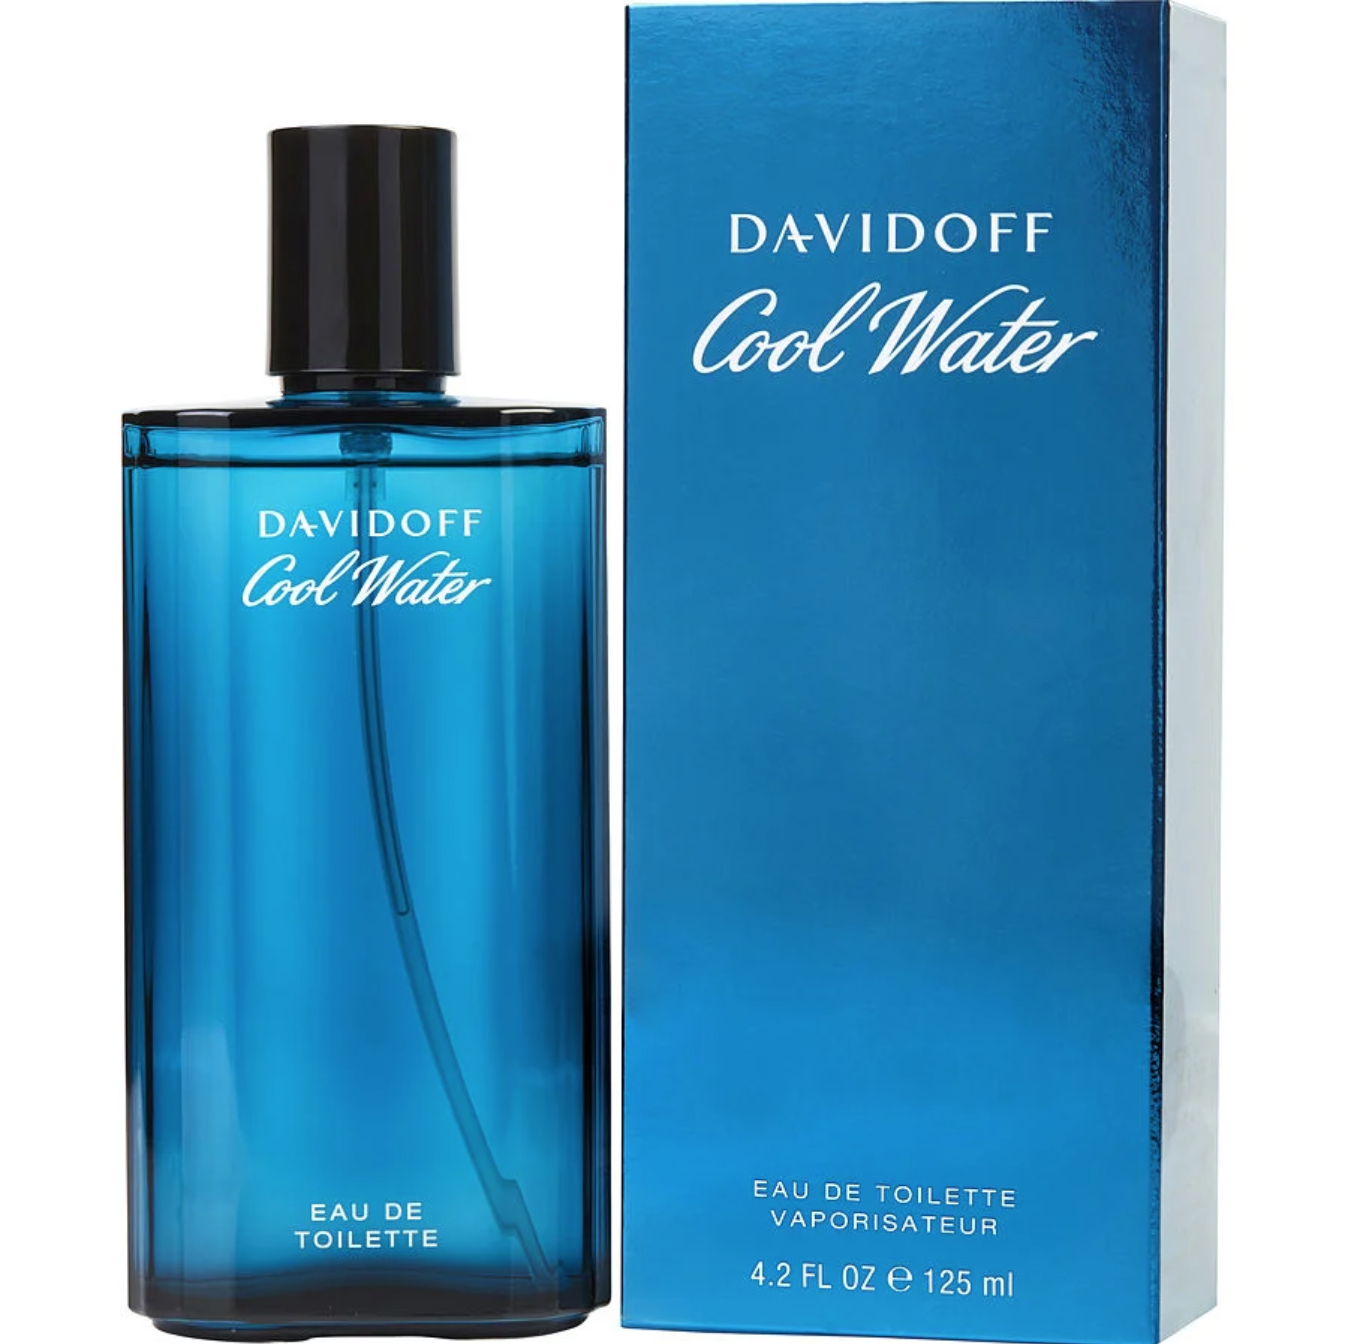 DAVIDOFF
Cool Water
EAU DE
TOILETTE
DAVIDOFF
Cool Water
EAU DE TOILETTE
VAPORISATEUR
4.2 FL OZ ℮ 125 ml